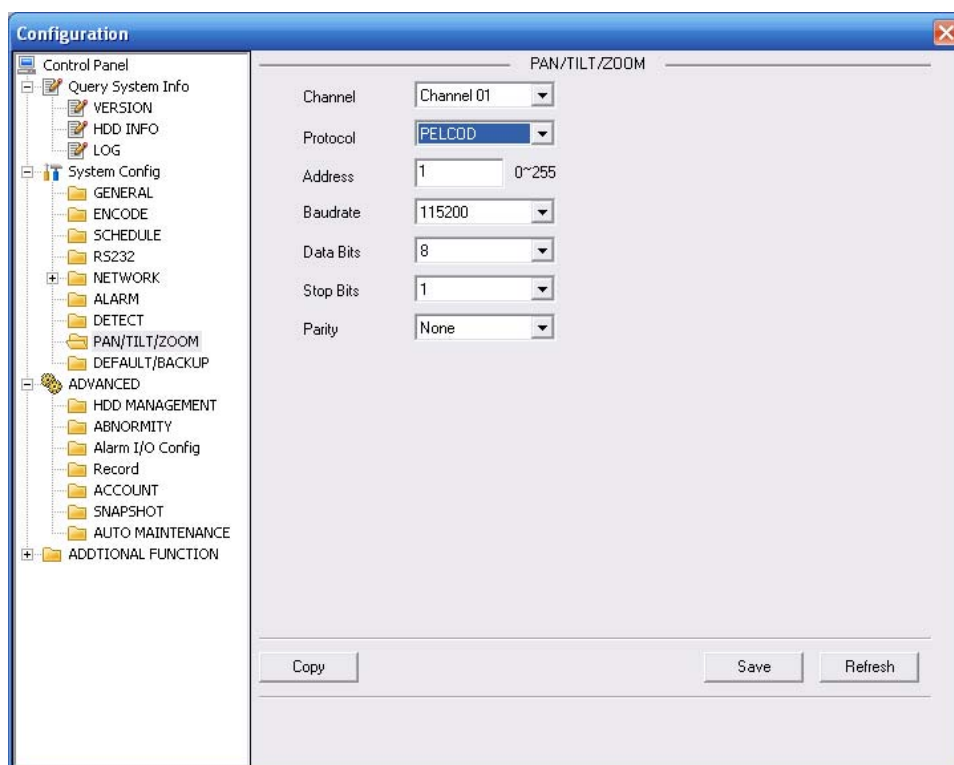 Configuration
Control Panel
Query System Info
VERSION
HDD INFO
LOG
System Config
GENERAL
ENCODE
SCHEDULE
RS232
NETWORK
ALARM
DETECT
PAN/TILT/ZOOM
DEFAULT/BACKUP
ADVANCED
HDD MANAGEMENT
ABNORMITY
Alarm I/O Config
Record
ACCOUNT
SNAPSHOT
AUTO MAINTENANCE
ADDTIONAL FUNCTION
PAN/TILT/ZOOM
Channel Channel 01
Protocol PELCOD
Address 1 0~255
Baudrate 115200
Data Bits 8
Stop Bits 1
Parity None
Copy Save Refresh